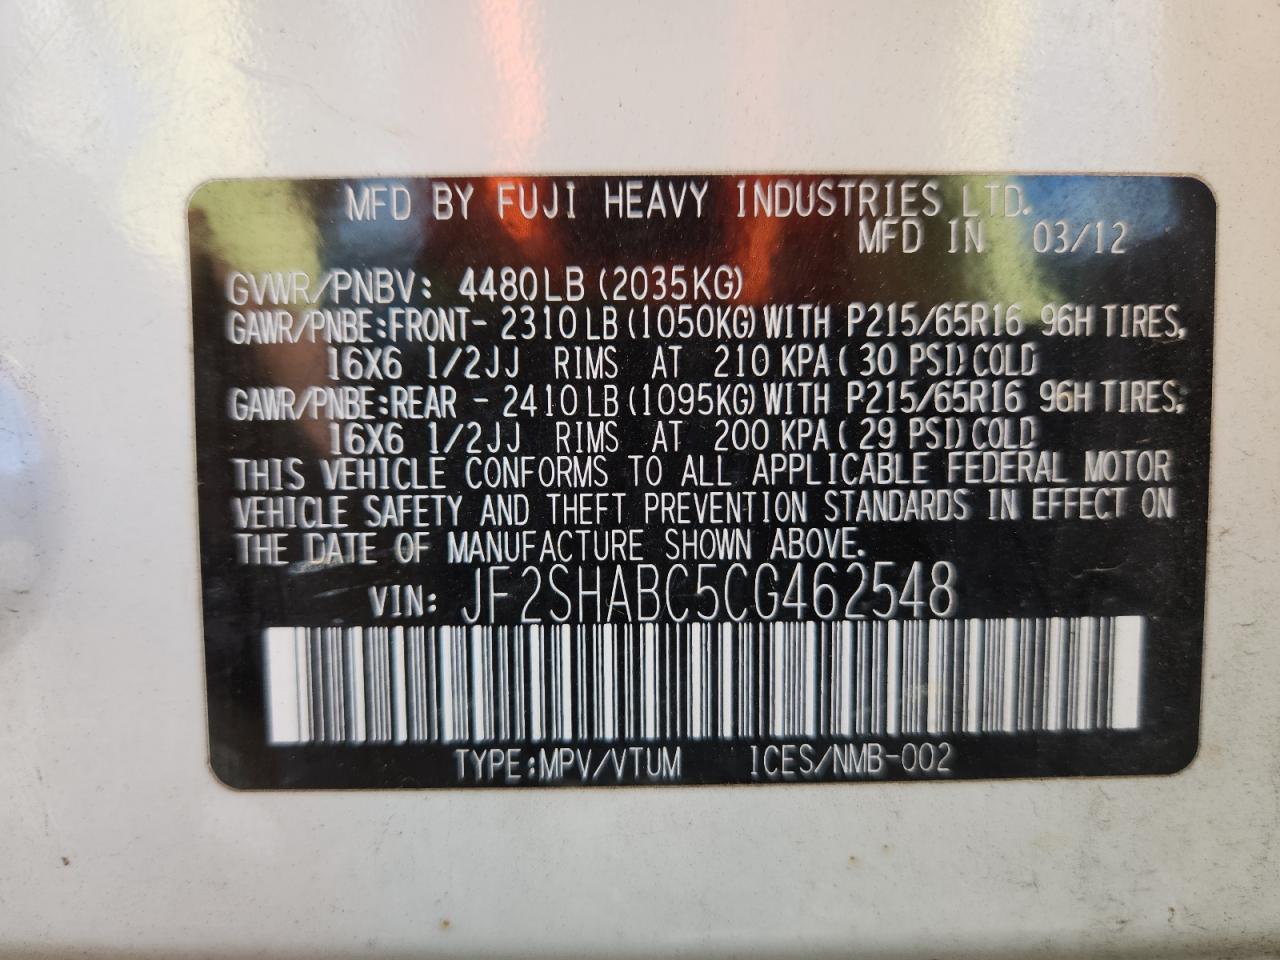 MFD BY FUJI HEAVY INDUSTRIES LTD.
MFD IN 03/12
GVWR/PNBV: 4480LB (2035KG)
GAWR/PNBE:FRONT- 2310LB(1050KG)WITH P215/65R16 96H TIRES,
16X6 1/2JJ RIMS AT 210 KPA( 30 PSI)COLD
GAWR/PNBE:REAR - 2410LB(1095KG)WITH P215/65R16 96H TIRES,
16X6 1/2JJ RIMS AT 200 KPA( 29 PSI)COLD
THIS VEHICLE CONFORMS TO ALL APPLICABLE FEDERAL MOTOR
VEHICLE SAFETY AND THEFT PREVENTION STANDARDS IN EFFECT ON
THE DATE OF MANUFACTURE SHOWN ABOVE.
VIN: JF2SHABC5CG462548
TYPE:MPV/VTUM ICES/NMB-002